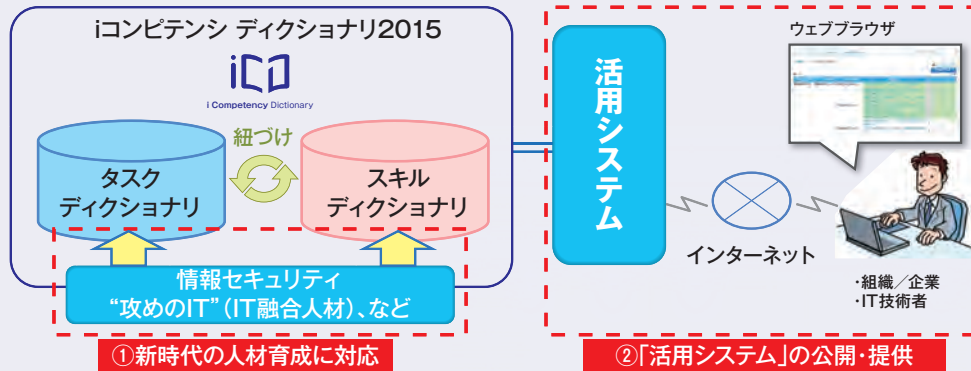 iコンピテンシ ディクショナリ2015
iCD
i Competency Dictionary
紐づけ
タスク
ディクショナリ
スキル
ディクショナリ
情報セキュリティ
“攻めのIT”(IT融合人材)、など
①新時代の人材育成に対応
活用システム
ウェブブラウザ
インターネット
・組織／企業
・IT技術者
②｢活用システム｣の公開・提供